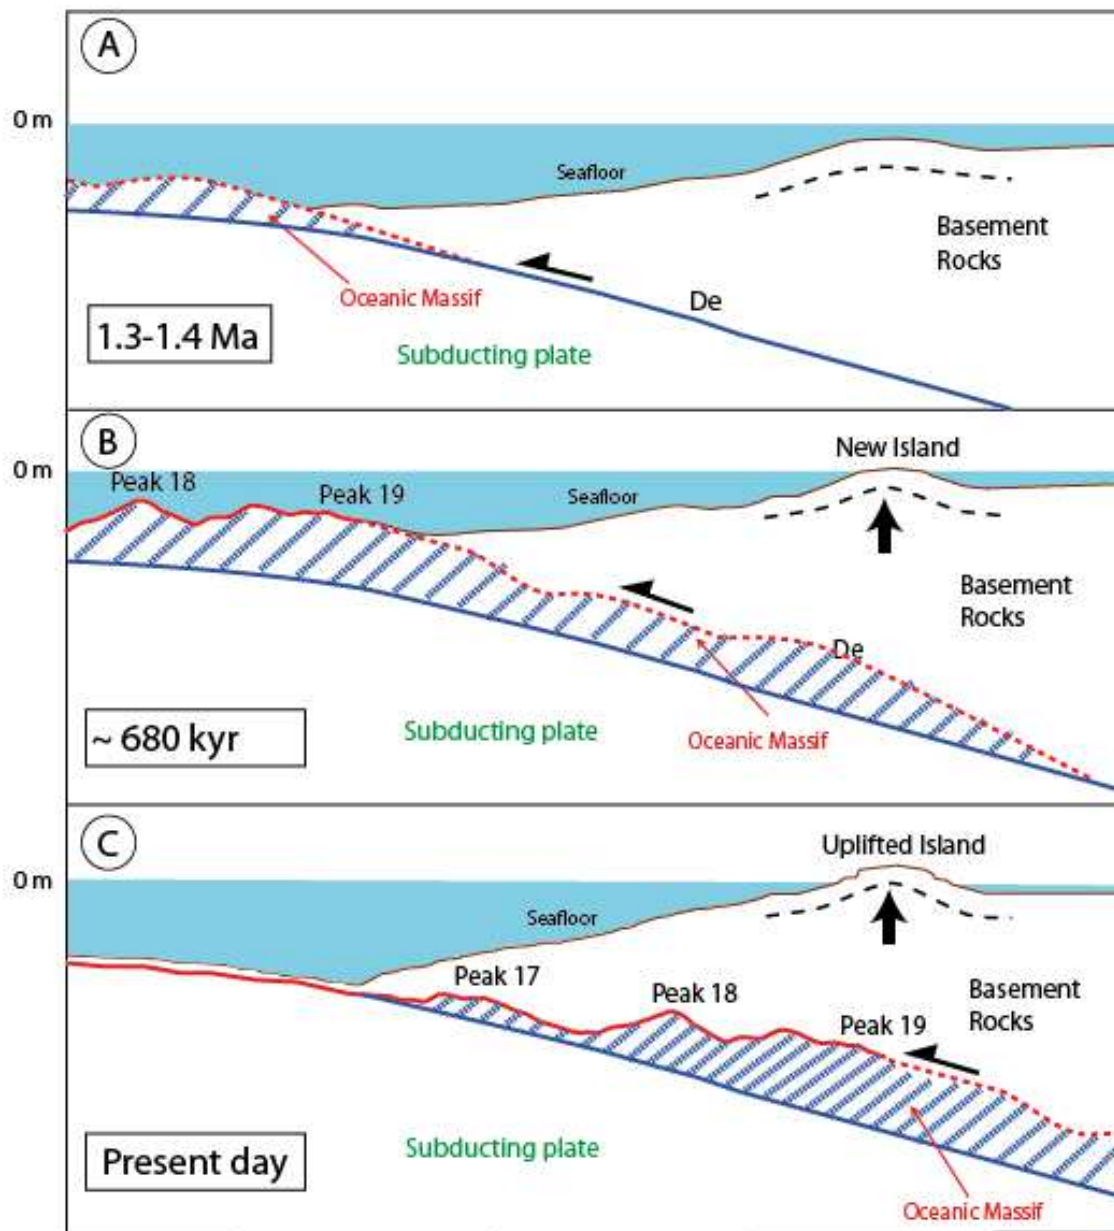 A
0 m
Seafloor
Basement
Rocks
Oceanic Massif
De
1.3-1.4 Ma
Subducting plate
B
New Island
0 m
Peak 18
Peak 19
Seafloor
Basement
Rocks
De
Subducting plate
Oceanic Massif
~ 680 kyr
C
Uplifted Island
0 m
Seafloor
Peak 17
Peak 18
Basement
Rocks
Peak 19
Subducting plate
Present day
Oceanic Massif